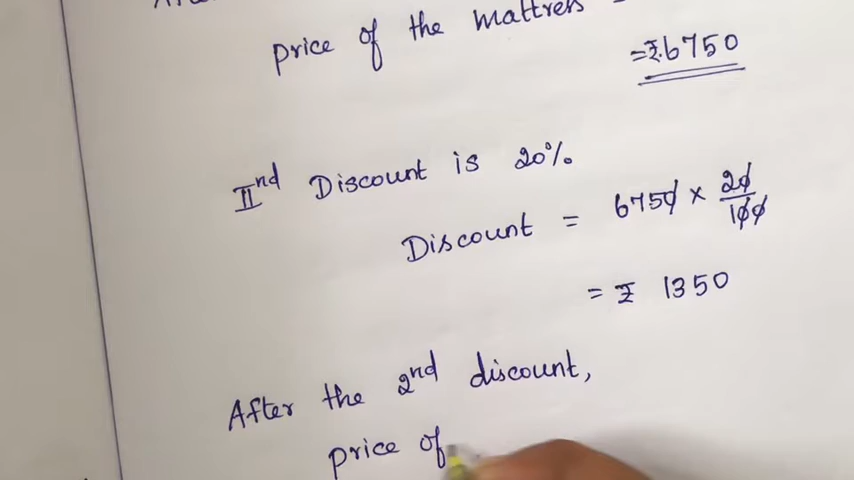 price of the mattress
=₹.6750
IInd Discount is 20%
Discount = 6750 × 20/100
= ₹ 1350
After the 2nd discount,
price of